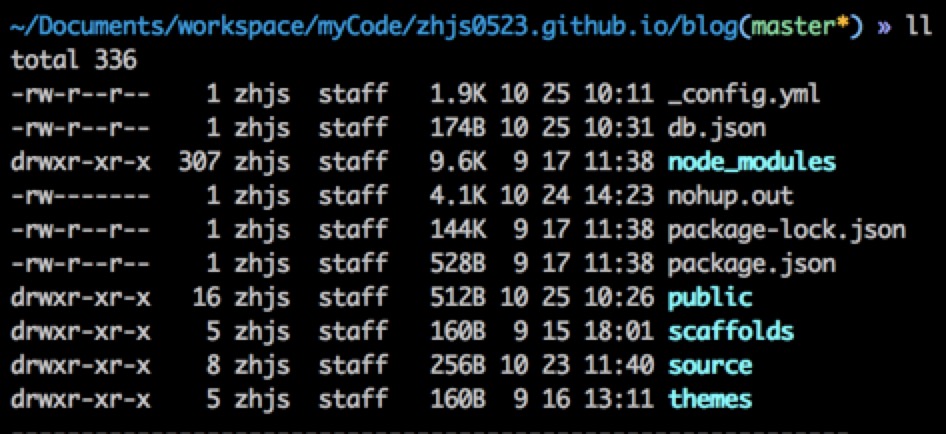 ~/Documents/workspace/myCode/zhjs0523.github.io/blog(master*) » ll
total 336
-rw-r--r-- 1 zhjs staff 1.9K 10 25 10:11 _config.yml
-rw-r--r-- 1 zhjs staff 174B 10 25 10:31 db.json
drwxr-xr-x 307 zhjs staff 9.6K 9 17 11:38 node_modules
-rw------- 1 zhjs staff 4.1K 10 24 14:23 nohup.out
-rw-r--r-- 1 zhjs staff 144K 9 17 11:38 package-lock.json
-rw-r--r-- 1 zhjs staff 528B 9 17 11:38 package.json
drwxr-xr-x 16 zhjs staff 512B 10 25 10:26 public
drwxr-xr-x 5 zhjs staff 160B 9 15 18:01 scaffolds
drwxr-xr-x 8 zhjs staff 256B 10 23 11:40 source
drwxr-xr-x 5 zhjs staff 160B 9 16 13:11 themes